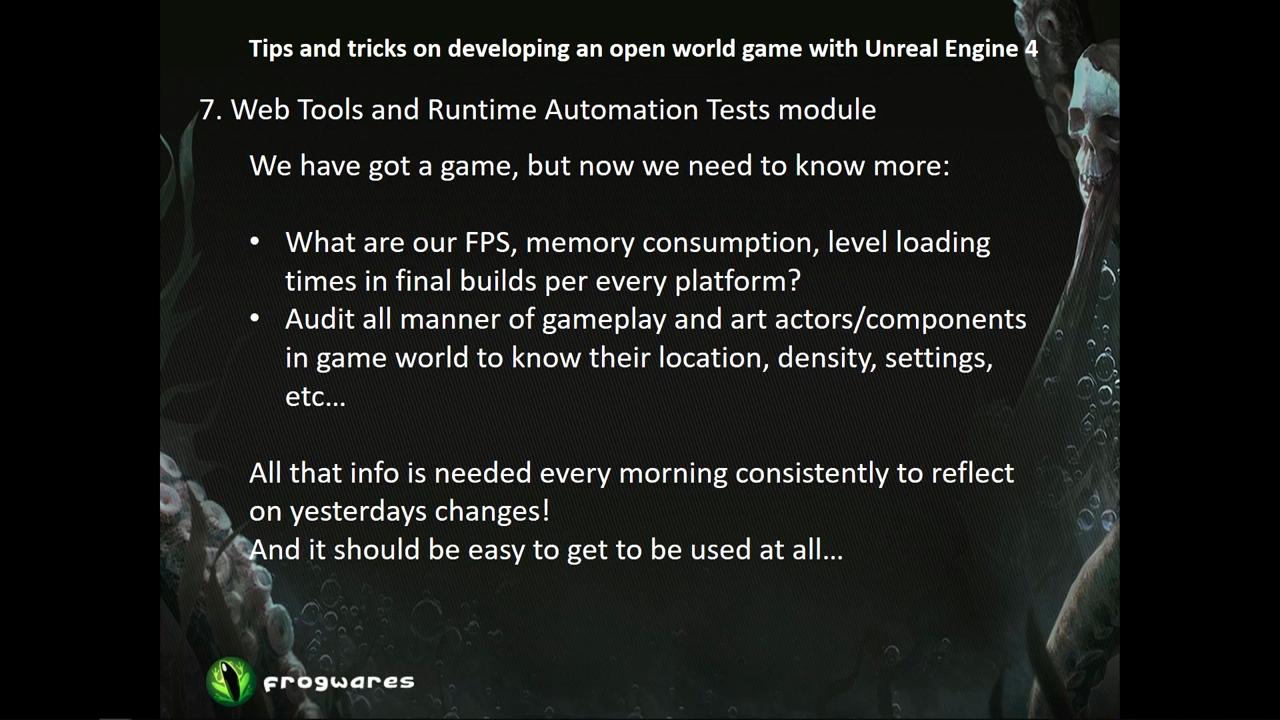 Tips and tricks on developing an open world game with Unreal Engine 4
7. Web Tools and Runtime Automation Tests module
We have got a game, but now we need to know more:
• What are our FPS, memory consumption, level loading
times in final builds per every platform?
• Audit all manner of gameplay and art actors/components
in game world to know their location, density, settings,
etc…
All that info is needed every morning consistently to reflect
on yesterdays changes!
And it should be easy to get to be used at all…
frogwares